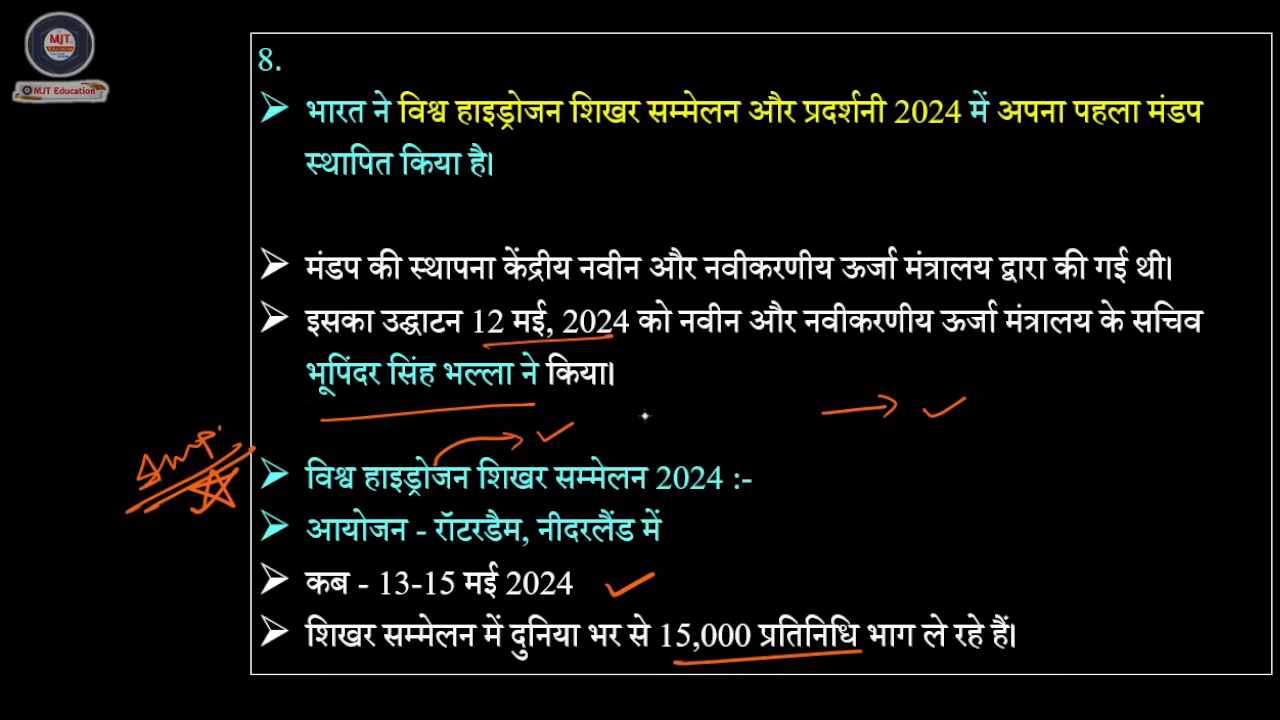 MJT
MJT Education
8.
➢ भारत ने विश्व हाइड्रोजन शिखर सम्मेलन और प्रदर्शनी 2024 में अपना पहला मंडप
स्थापित किया है।
➢ मंडप की स्थापना केंद्रीय नवीन और नवीकरणीय ऊर्जा मंत्रालय द्वारा की गई थी।
➢ इसका उद्घाटन 12 मई, 2024 को नवीन और नवीकरणीय ऊर्जा मंत्रालय के सचिव
भूपिंदर सिंह भल्ला ने किया।
Imp.
➢ विश्व हाइड्रोजन शिखर सम्मेलन 2024 :-
➢ आयोजन - रॉटरडैम, नीदरलैंड में
➢ कब - 13-15 मई 2024
➢ शिखर सम्मेलन में दुनिया भर से 15,000 प्रतिनिधि भाग ले रहे हैं।